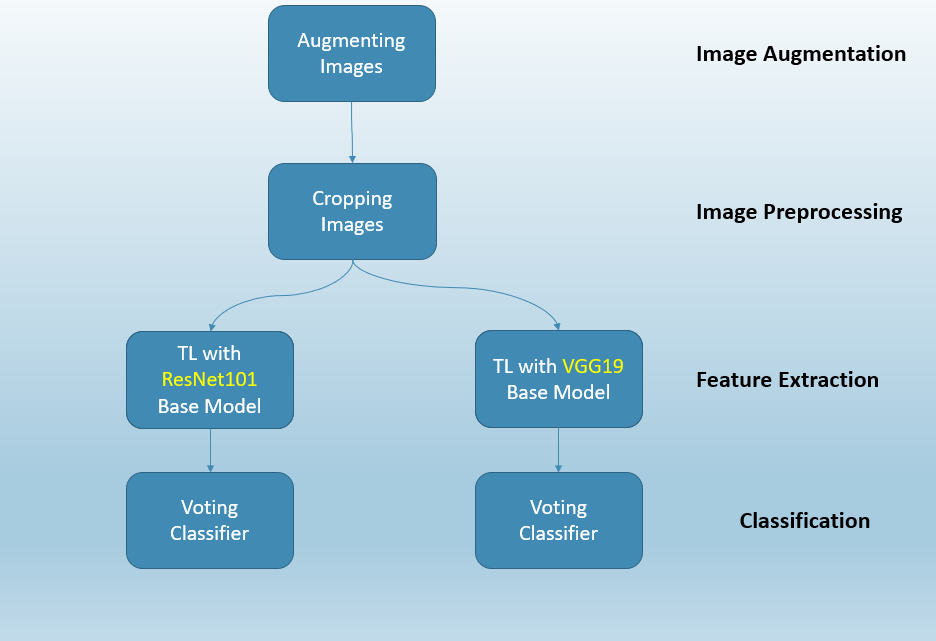 Augmenting
Images
Image Augmentation
Cropping
Images
Image Preprocessing
TL with
ResNet101
Base Model
TL with VGG19
Base Model
Feature Extraction
Voting
Classifier
Voting
Classifier
Classification